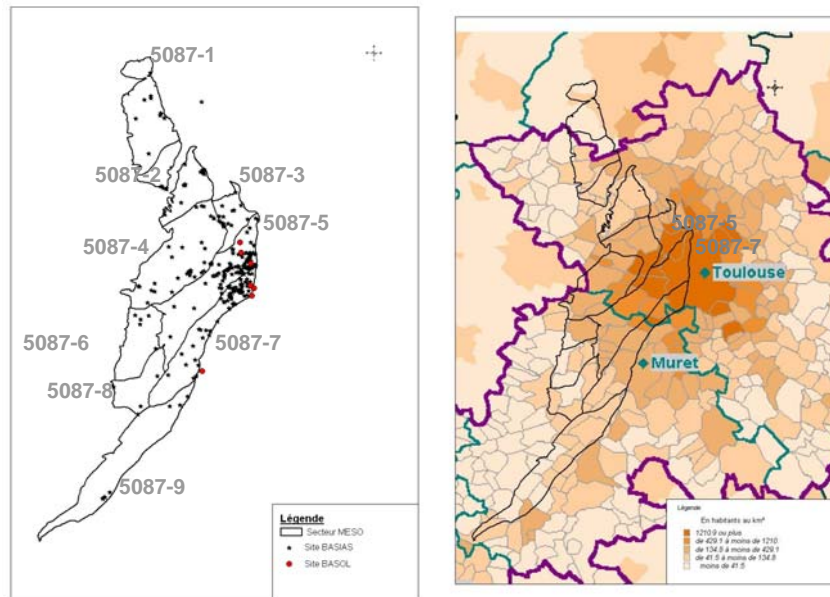 5087-1
5087-2
5087-3
5087-5
5087-4
5087-6
5087-7
5087-8
5087-9
Légende
Secteur MESO
Site BASIAS
Site BASOL
5087-5
5087-7
Toulouse
Muret
Légende
En habitants au km²
1210.9 ou plus
de 429.1 à moins de 1210.
de 134.8 à moins de 429.1
de 41.5 à moins de 134.8
moins de 41.5